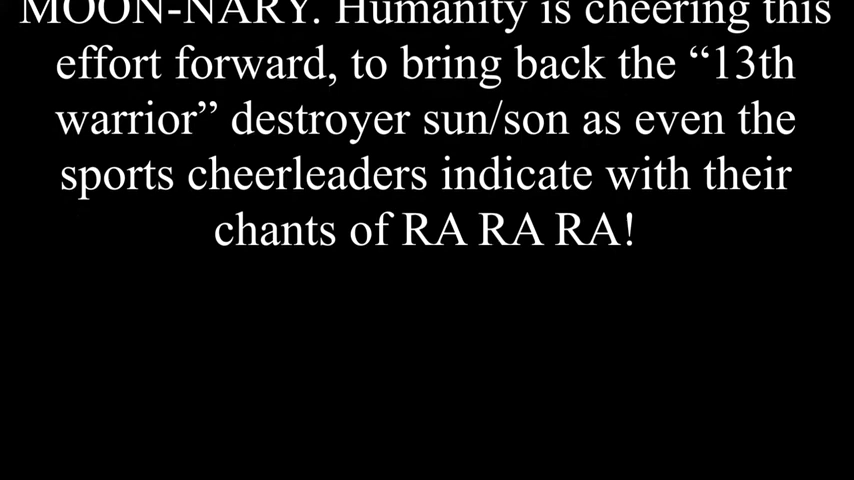 MOON-NARY. Humanity is cheering this
effort forward, to bring back the “13th
warrior” destroyer sun/son as even the
sports cheerleaders indicate with their
chants of RA RA RA!